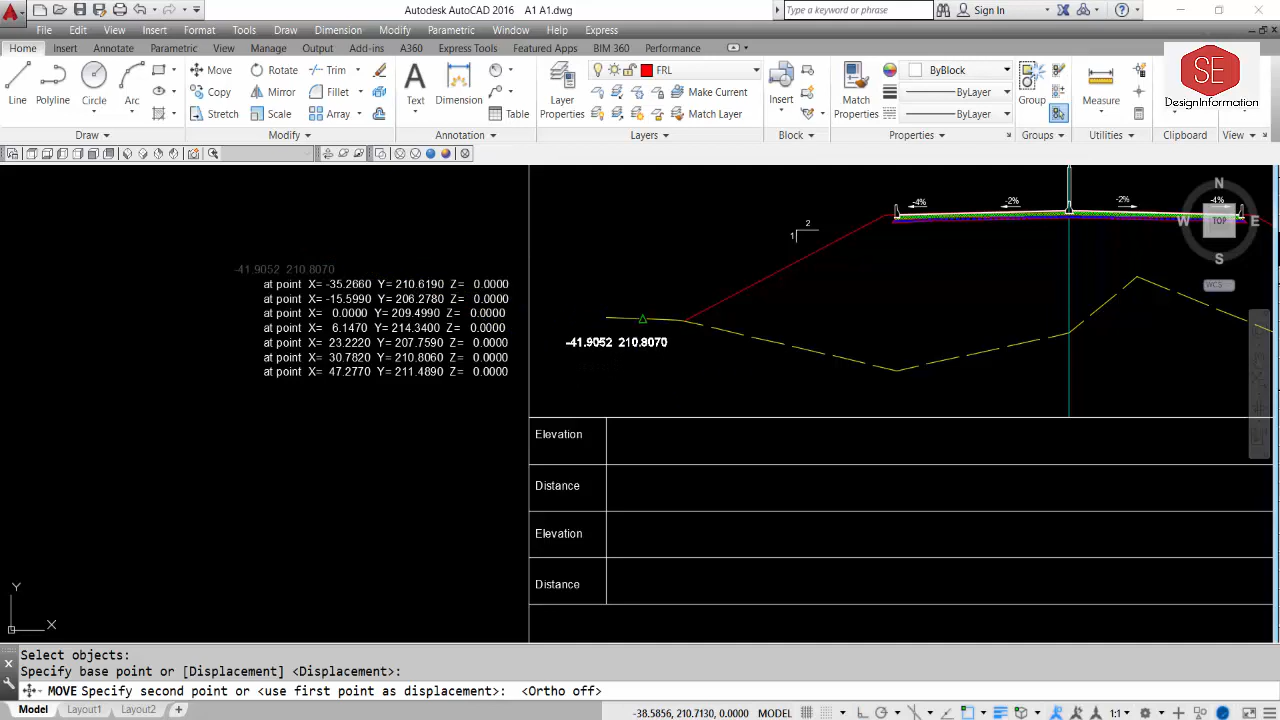 Autodesk AutoCAD 2016 A1 A1.dwg
Type a keyword or phrase
Sign In
File Edit View Insert Format Tools Draw Dimension Modify Parametric Window Help Express
Home Insert Annotate Parametric View Manage Output Add-ins A360 Express Tools Featured Apps BIM 360 Performance
Line Polyline Circle Arc
Move Rotate Trim
Copy Mirror Fillet
Stretch Scale Array
Text Dimension Table
Layer Properties
FRL
Make Current
Match Layer
Insert
Match Properties
ByBlock
ByLayer
ByLayer
Group
Measure
SE
DesignInformation
Draw Modify Annotation Layers Block Properties Groups Utilities Clipboard View
-4% -2% -2% -4%
N
W TOP E
S
WCS
2
1
-41.9052 210.8070
at point X= -35.2660 Y= 210.6190 Z= 0.0000
at point X= -15.5990 Y= 206.2780 Z= 0.0000
at point X= 0.0000 Y= 209.4990 Z= 0.0000
at point X= 6.1470 Y= 214.3400 Z= 0.0000
at point X= 23.2220 Y= 207.7590 Z= 0.0000
at point X= 30.7820 Y= 210.8060 Z= 0.0000
at point X= 47.2770 Y= 211.4890 Z= 0.0000
-41.9052 210.8070
Elevation
Distance
Elevation
Distance
Y
X
Select objects:
Specify base point or [Displacement] <Displacement>:
MOVE Specify second point or <use first point as displacement>: <Ortho off>
Model Layout1 Layout2 +
-38.5856, 210.7130, 0.0000 MODEL 1:1